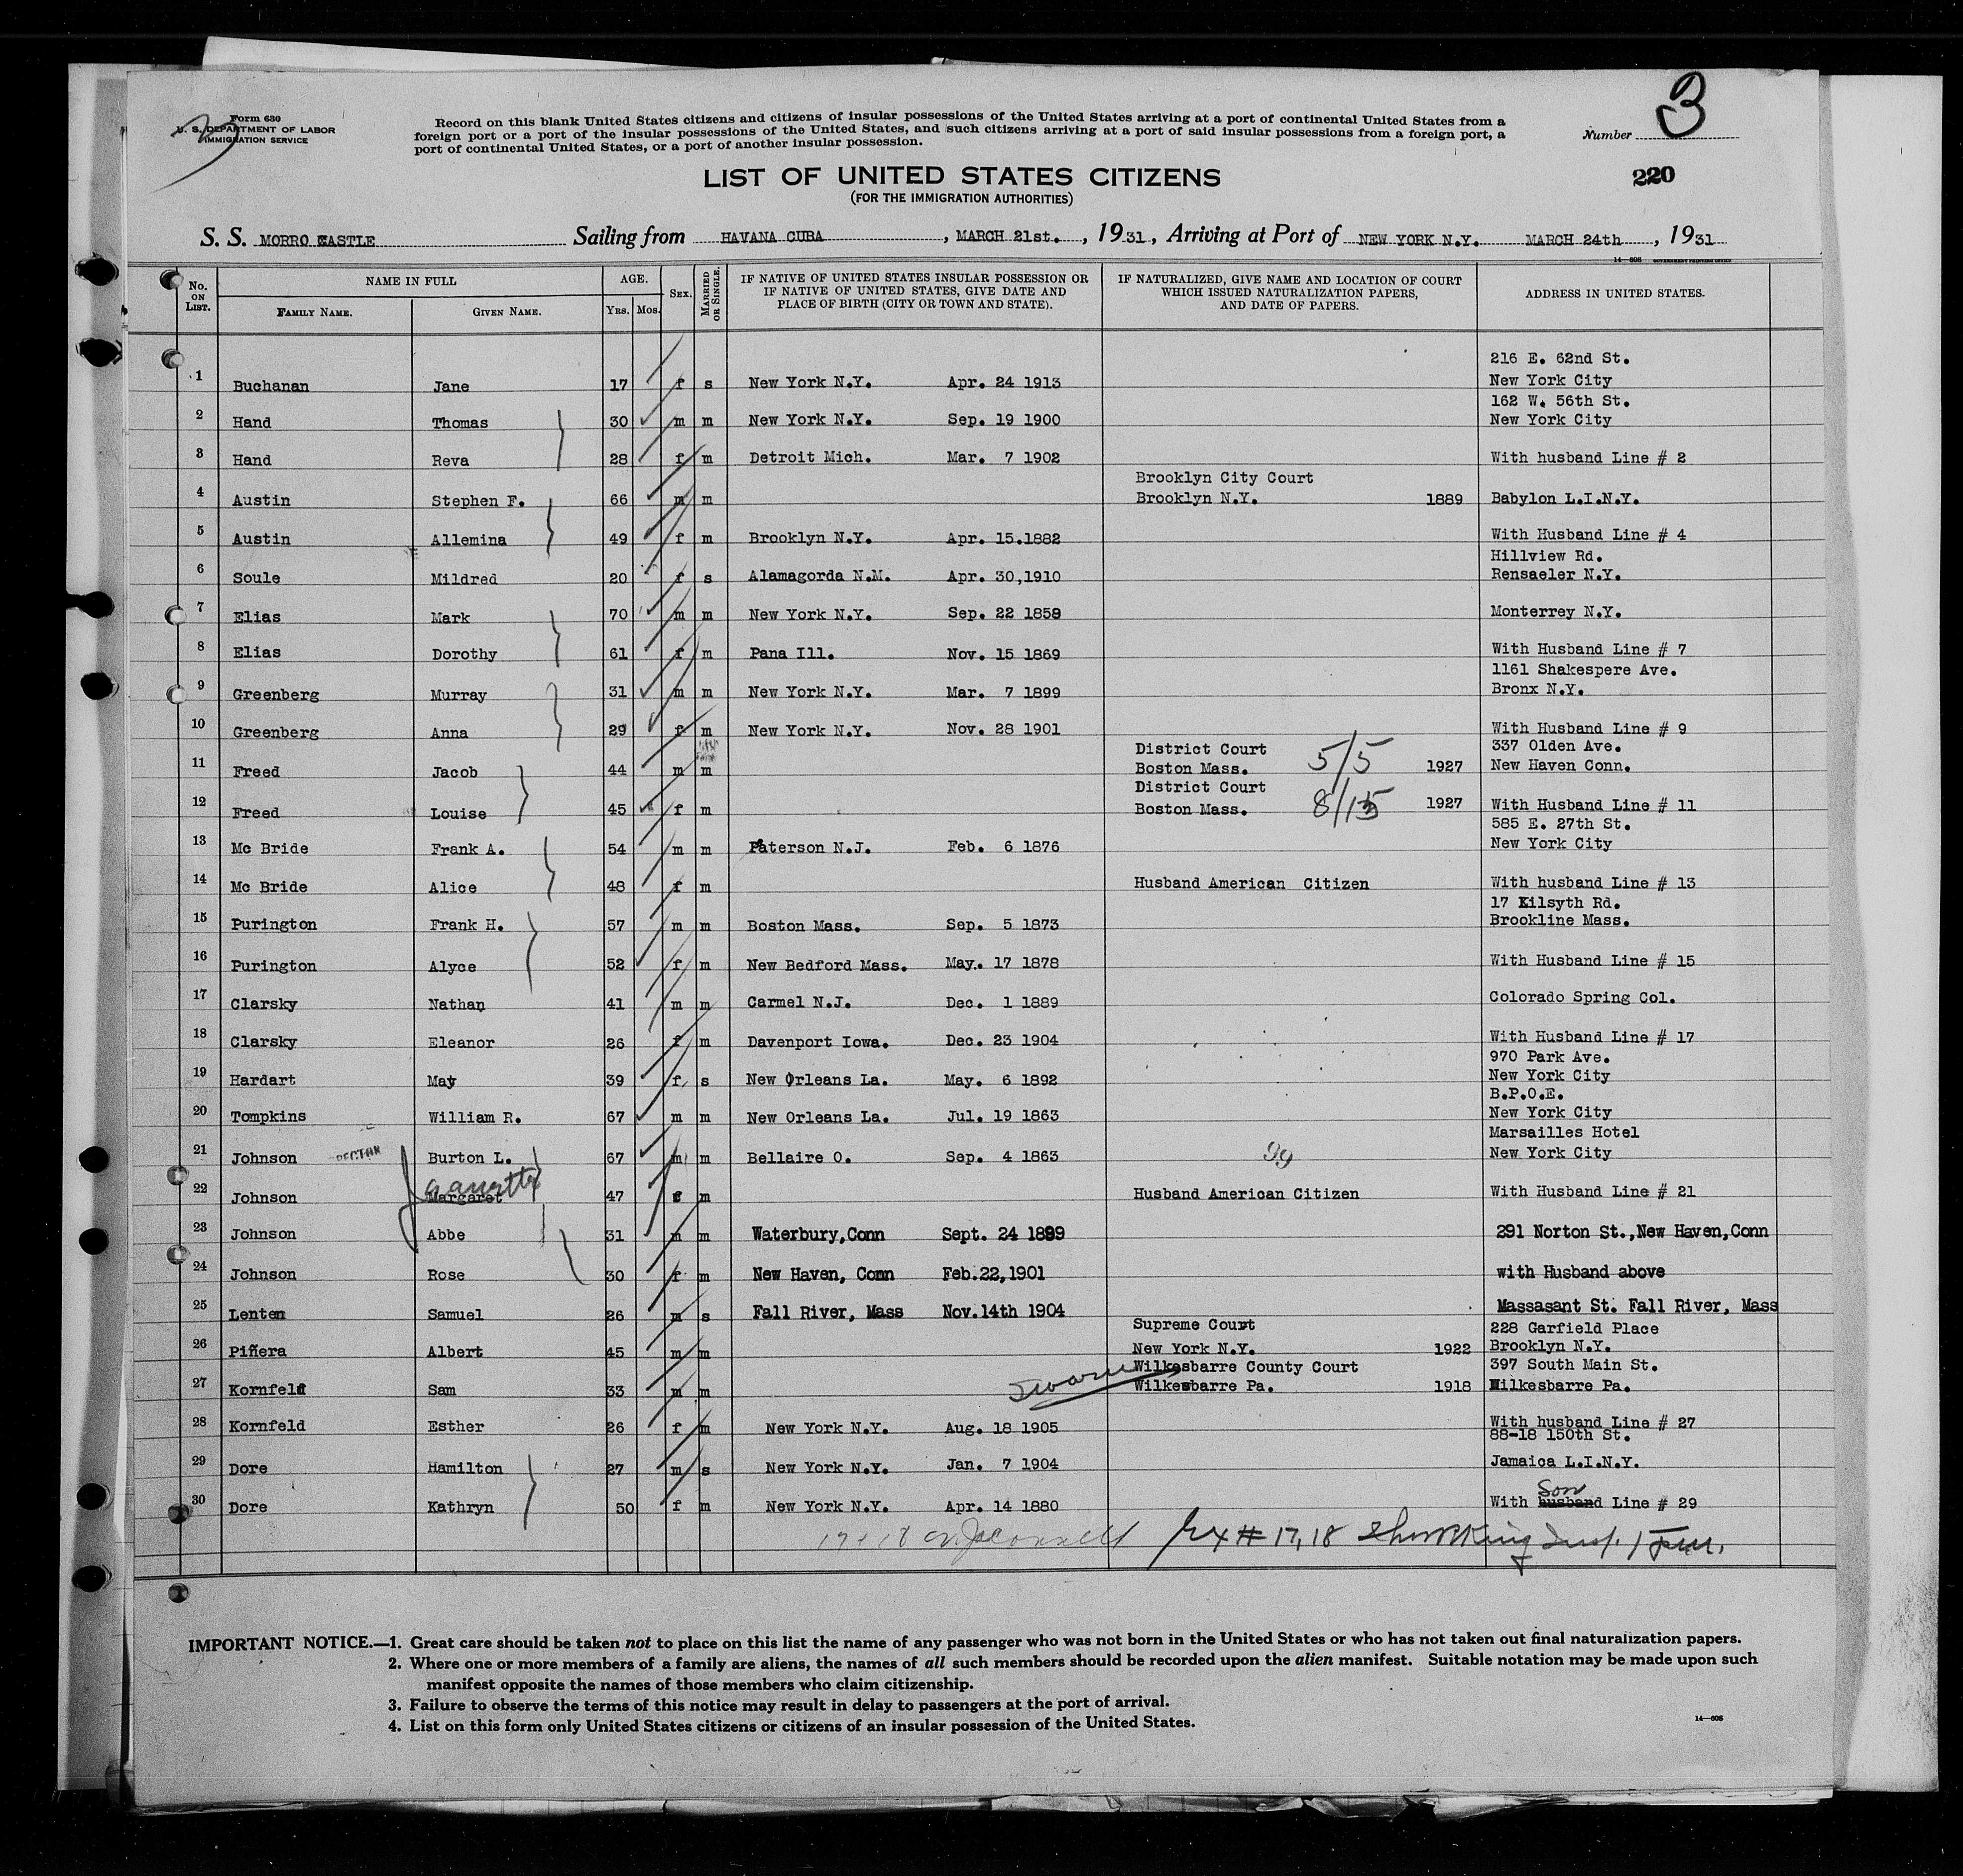 3
Form 630
U. S. DEPARTMENT OF LABOR
IMMIGRATION SERVICE
Record on this blank United States citizens and citizens of insular possessions of the United States arriving at a port of continental United States from a
foreign port or a port of the insular possessions of the United States, and such citizens arriving at a port of said insular possessions from a foreign port, a
port of continental United States, or a port of another insular possession.
Number 3
LIST OF UNITED STATES CITIZENS
(FOR THE IMMIGRATION AUTHORITIES)
220
S. S. MORRO CASTLE Sailing from HAVANA CUBA, MARCH 21st., 1931, Arriving at Port of NEW YORK N.Y. MARCH 24th, 1931
14—608 GOVERNMENT PRINTING OFFICE
No. ON LIST. NAME IN FULL FAMILY NAME. GIVEN NAME. AGE. YRS. MOS. SEX. MARRIED OR SINGLE. IF NATIVE OF UNITED STATES INSULAR POSSESSION OR IF NATIVE OF UNITED STATES, GIVE DATE AND PLACE OF BIRTH (CITY OR TOWN AND STATE). IF NATURALIZED, GIVE NAME AND LOCATION OF COURT WHICH ISSUED NATURALIZATION PAPERS, AND DATE OF PAPERS. ADDRESS IN UNITED STATES.
216 E. 62nd St.
1 Buchanan Jane 17 f s New York N.Y. Apr. 24 1913 New York City
162 W. 56th St.
2 Hand Thomas 30 m m New York N.Y. Sep. 19 1900 New York City
3 Hand Reva 28 f m Detroit Mich. Mar. 7 1902 With husband Line # 2
Brooklyn City Court
4 Austin Stephen F. 66 m m Brooklyn N.Y. 1889 Babylon L.I.N.Y.
5 Austin Allemina 49 f m Brooklyn N.Y. Apr. 15.1882 With Husband Line # 4
Hillview Rd.
6 Soule Mildred 20 f s Alamagorda N.M. Apr. 30,1910 Rensaeler N.Y.
7 Elias Mark 70 m m New York N.Y. Sep. 22 1859 Monterrey N.Y.
8 Elias Dorothy 61 f m Pana Ill. Nov. 15 1869 With Husband Line # 7
1161 Shakespere Ave.
9 Greenberg Murray 31 m m New York N.Y. Mar. 7 1899 Bronx N.Y.
10 Greenberg Anna 29 f m New York N.Y. Nov. 28 1901 With Husband Line # 9
District Court 337 Olden Ave.
11 Freed Jacob 44 m m Boston Mass. 5/5 1927 New Haven Conn.
District Court
12 Freed Louise 45 f m Boston Mass. 8/15 1927 With Husband Line # 11
585 E. 27th St.
13 Mc Bride Frank A. 54 m m Paterson N.J. Feb. 6 1876 New York City
14 Mc Bride Alice 48 f m Husband American Citizen With husband Line # 13
17 Kilsyth Rd.
15 Purington Frank H. 57 m m Boston Mass. Sep. 5 1873 Brookline Mass.
16 Purington Alyce 52 f m New Bedford Mass. May. 17 1878 With Husband Line # 15
17 Clarsky Nathan 41 m m Carmel N.J. Dec. 1 1889 Colorado Spring Col.
18 Clarsky Eleanor 26 f m Davenport Iowa. Dec. 23 1904 With Husband Line # 17
970 Park Ave.
19 Hardart May 39 f s New Orleans La. May. 6 1892 New York City
B.P.O.E.
20 Tompkins William R. 67 m m New Orleans La. Jul. 19 1863 New York City
Marsailles Hotel
21 Johnson Burton L. 67 m m Bellaire O. Sep. 4 1863 New York City
Jeanette
22 Johnson Margaret 47 f m Husband American Citizen With Husband Line # 21
23 Johnson Abbe 31 m m Waterbury,Conn Sept. 24 1899 291 Norton St.,New Haven,Conn
24 Johnson Rose 30 f m New Haven, Conn Feb.22,1901 with Husband above
25 Lenten Samuel 26 m s Fall River, Mass Nov.14th 1904 Massasant St. Fall River, Mass
Supreme Court 228 Garfield Place
26 Piñera Albert 45 m m New York N.Y. 1922 Brooklyn N.Y.
Wilkesbarre County Court 397 South Main St.
27 Kornfeld Sam 33 m m Sworn Wilkesbarre Pa. 1918 Wilkesbarre Pa.
28 Kornfeld Esther 26 f m New York N.Y. Aug. 18 1905 With husband Line # 27
88-18 150th St.
29 Dore Hamilton 27 m s New York N.Y. Jan. 7 1904 Jamaica L.I.N.Y.
Son
30 Dore Kathryn 50 f m New York N.Y. Apr. 14 1880 With husband Line # 29
17+18 Ex # 17, 18
IMPORTANT NOTICE.—1. Great care should be taken not to place on this list the name of any passenger who was not born in the United States or who has not taken out final naturalization papers.
2. Where one or more members of a family are aliens, the names of all such members should be recorded upon the alien manifest. Suitable notation may be made upon such
manifest opposite the names of those members who claim citizenship.
3. Failure to observe the terms of this notice may result in delay to passengers at the port of arrival.
4. List on this form only United States citizens or citizens of an insular possession of the United States.
14—608